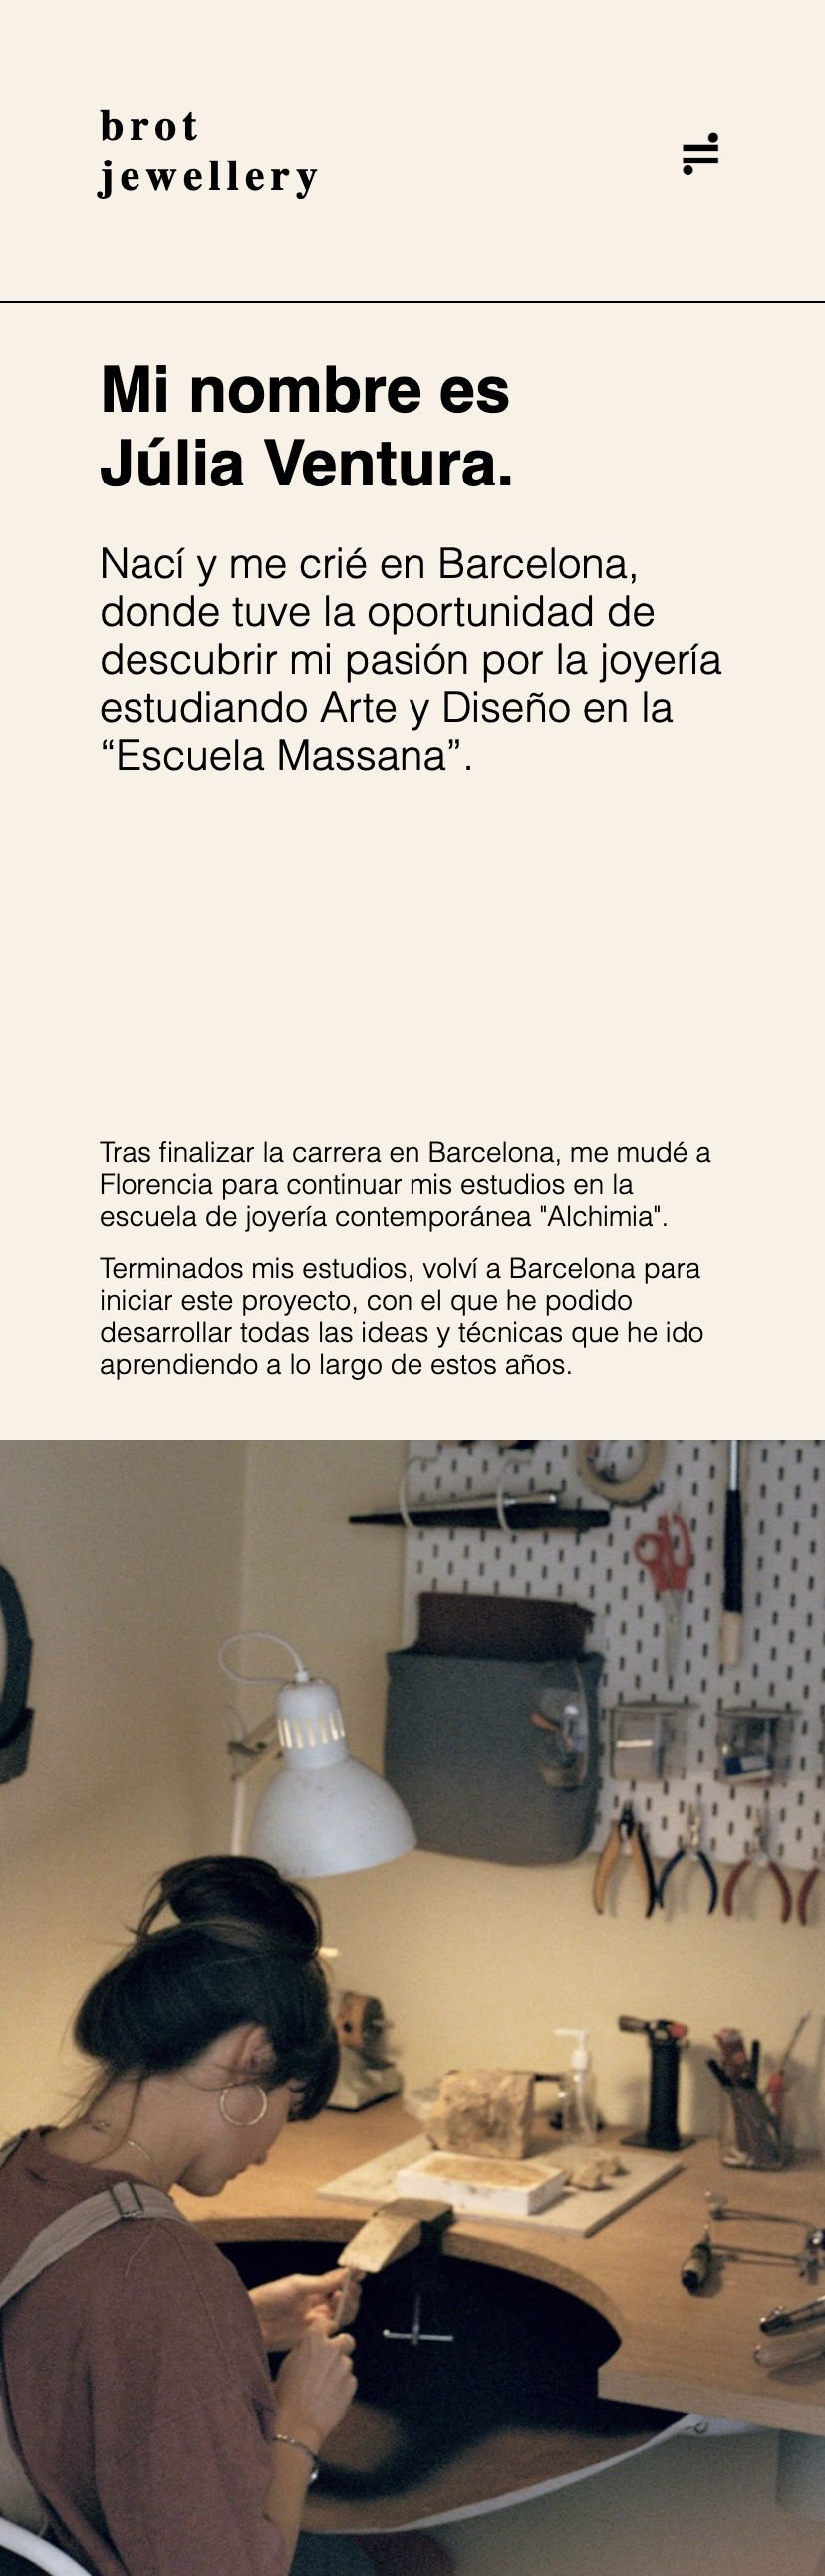 brot
jewellery
Mi nombre es
Júlia Ventura.
Nací y me crié en Barcelona,
donde tuve la oportunidad de
descubrir mi pasión por la joyería
estudiando Arte y Diseño en la
“Escuela Massana”.
Tras finalizar la carrera en Barcelona, me mudé a
Florencia para continuar mis estudios en la
escuela de joyería contemporánea "Alchimia".
Terminados mis estudios, volví a Barcelona para
iniciar este proyecto, con el que he podido
desarrollar todas las ideas y técnicas que he ido
aprendiendo a lo largo de estos años.